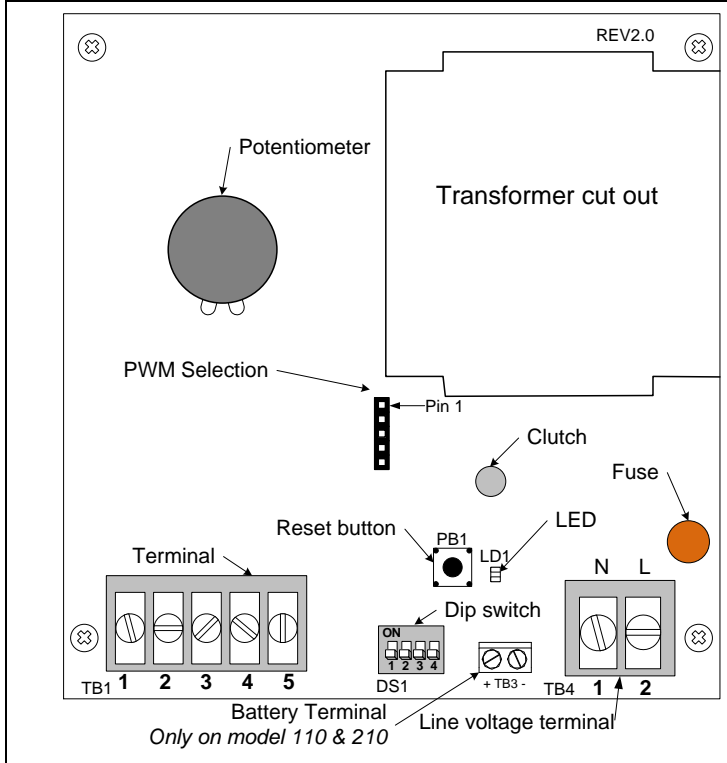 REV2.0
Potentiometer
Transformer cut out
PWM Selection
Pin 1
Clutch
Fuse
LED
Reset button
PB1
LD1
Terminal
N L
Dip switch
ON
1 2 3 4
DS1
+ TB3 -
TB1 1 2 3 4 5
TB4 1 2
Battery Terminal
Only on model 110 & 210
Line voltage terminal